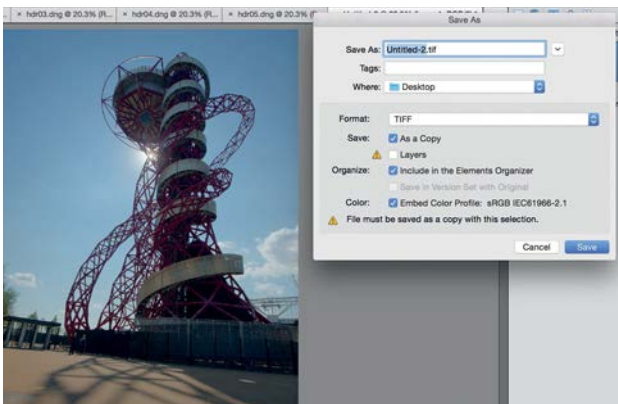 × hdr03.dng @ 20.3% (R...
× hdr04.dng @ 20.3% (R...
× hdr05.dng @ 20.3%
Save As
Save As: Untitled-2.tif
Tags:
Where: Desktop
Format: TIFF
Save: As a Copy
Layers
Organize: Include in the Elements Organizer
Save in Version Set with Original
Color: Embed Color Profile: sRGB IEC61966-2.1
File must be saved as a copy with this selection.
Cancel Save